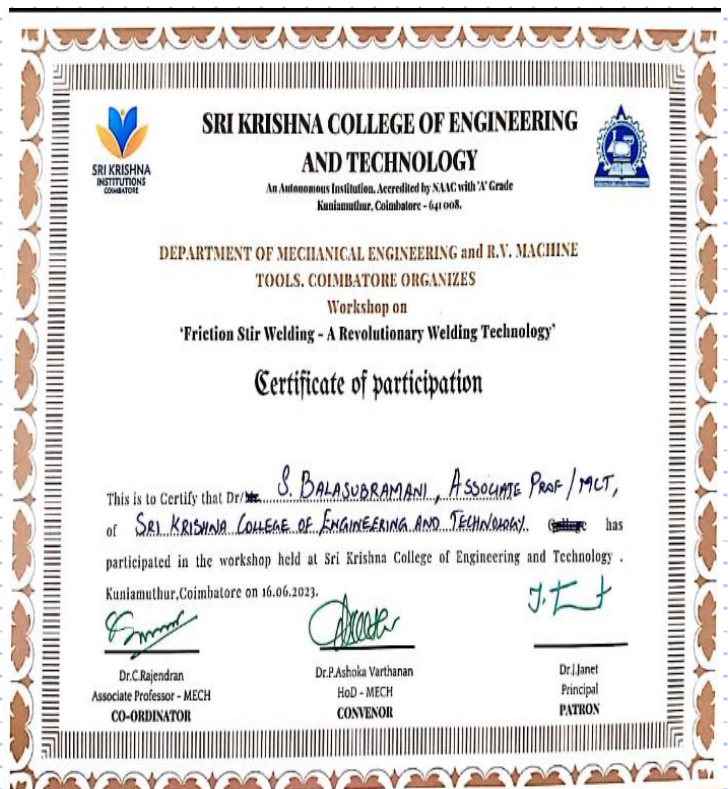 SRI KRISHNA
INSTITUTIONS
COIMBATORE
SRI KRISHNA COLLEGE OF ENGINEERING
AND TECHNOLOGY
An Autonomous Institution, Accredited by NAAC with 'A' Grade
Kuniamuthur, Coimbatore - 641 008.
DEPARTMENT OF MECHANICAL ENGINEERING and R.V. MACHINE
TOOLS, COIMBATORE ORGANIZES
Workshop on
'Friction Stir Welding - A Revolutionary Welding Technology'
Certificate of participation
This is to Certify that Dr/ S. BALASUBRAMANI, ASSOCIATE PROF / MCT,
of SRI KRISHNA COLLEGE OF ENGINEERING AND TECHNOLOGY. College has
participated in the workshop held at Sri Krishna College of Engineering and Technology .
Kuniamuthur,Coimbatore on 16.06.2023.
Dr.C.Rajendran
Associate Professor - MECH
CO-ORDINATOR
Dr.P.Ashoka Varthanan
HoD - MECH
CONVENOR
Dr.J.Janet
Principal
PATRON